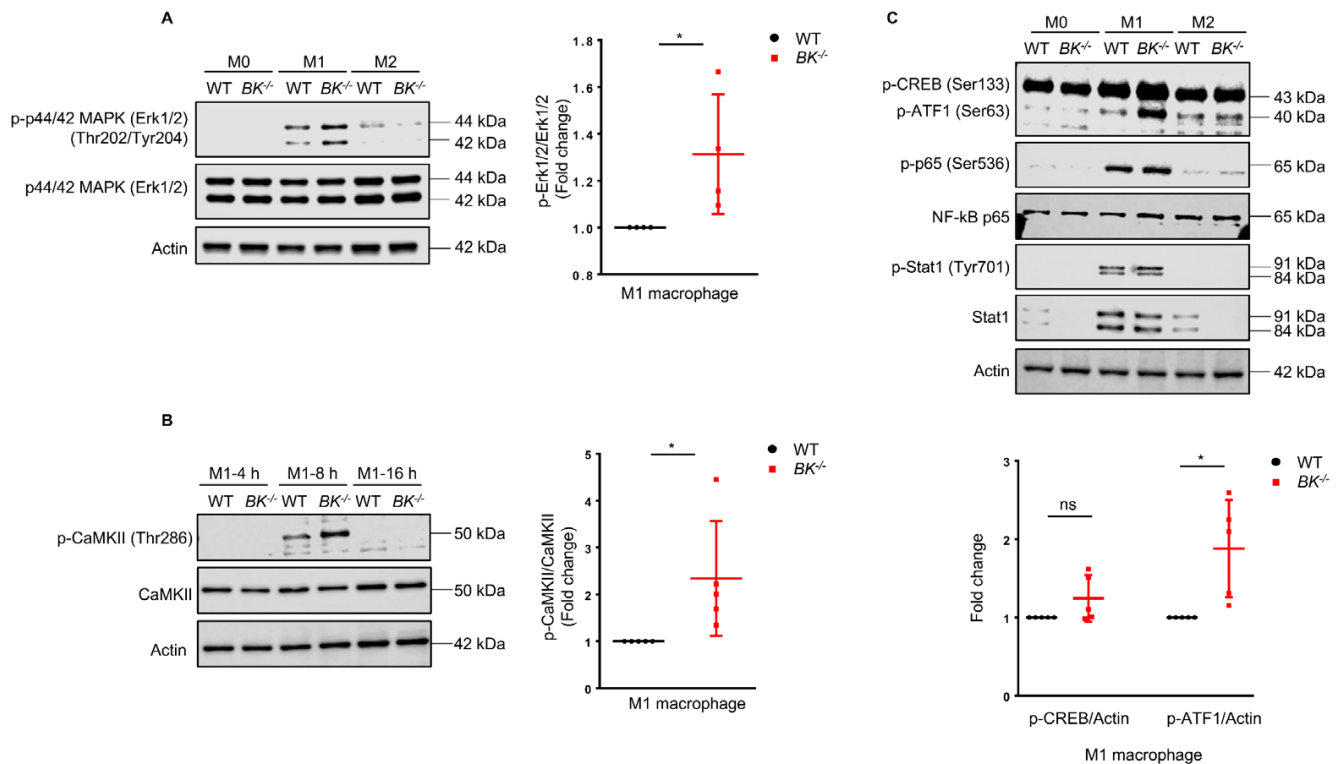 A
M0 M1 M2
WT BK-/- WT BK-/- WT BK-/-
p-p44/42 MAPK (Erk1/2)
(Thr202/Tyr204)
44 kDa
42 kDa
p44/42 MAPK (Erk1/2)
44 kDa
42 kDa
Actin
42 kDa
p-Erk1/2/Erk1/2
(Fold change)
1.8
1.6
1.4
1.2
1.0
0.8
*
WT
BK-/-
M1 macrophage
B
M1-4 h M1-8 h M1-16 h
WT BK-/- WT BK-/- WT BK-/-
p-CaMKII (Thr286)
50 kDa
CaMKII
50 kDa
Actin
42 kDa
p-CaMKII/CaMKII
(Fold change)
5
4
3
2
1
0
*
WT
BK-/-
M1 macrophage
C
M0 M1 M2
WT BK-/- WT BK-/- WT BK-/-
p-CREB (Ser133)
43 kDa
p-ATF1 (Ser63)
40 kDa
p-p65 (Ser536)
65 kDa
NF-kB p65
65 kDa
p-Stat1 (Tyr701)
91 kDa
84 kDa
Stat1
91 kDa
84 kDa
Actin
42 kDa
Fold change
3
2
1
0
ns
*
WT
BK-/-
p-CREB/Actin p-ATF1/Actin
M1 macrophage